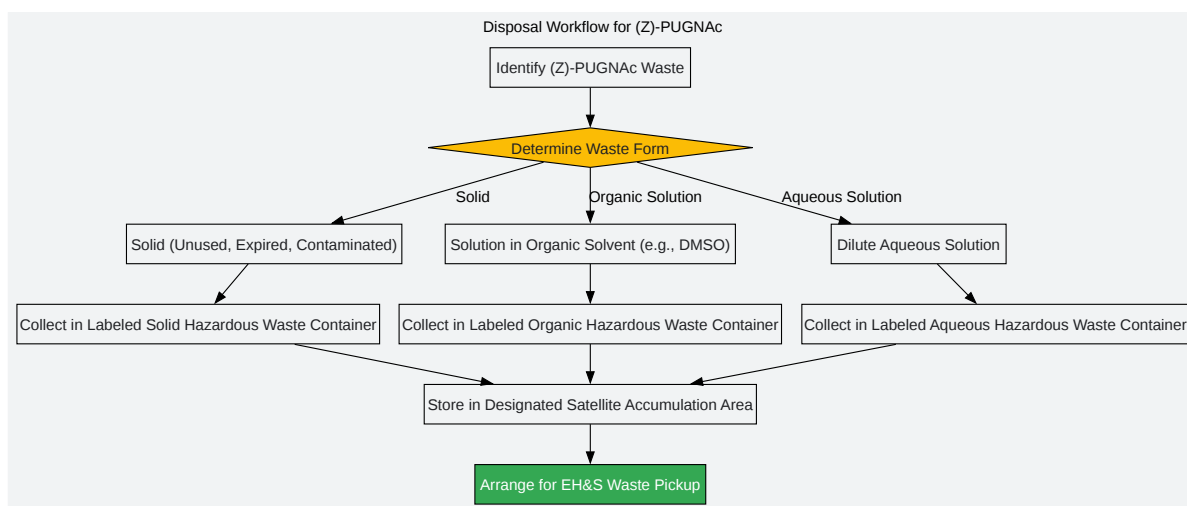 Disposal Workflow for (Z)-PUGNAc
Identify (Z)-PUGNAc Waste
Determine Waste Form
Solid
Organic Solution
Aqueous Solution
Solid (Unused, Expired, Contaminated)
Solution in Organic Solvent (e.g., DMSO)
Dilute Aqueous Solution
Collect in Labeled Solid Hazardous Waste Container
Collect in Labeled Organic Hazardous Waste Container
Collect in Labeled Aqueous Hazardous Waste Container
Store in Designated Satellite Accumulation Area
Arrange for EH&S Waste Pickup